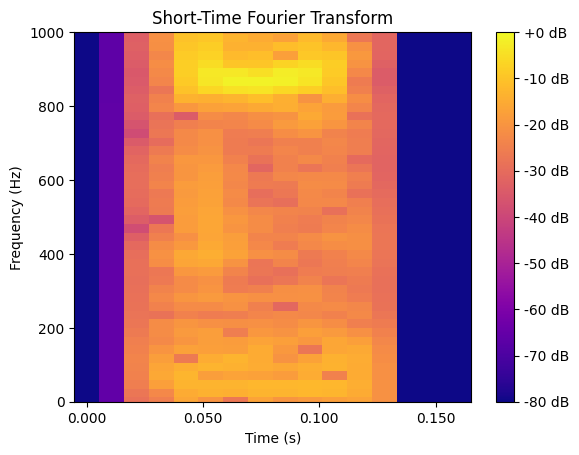 Short-Time Fourier Transform
1000
800
600
400
200
0
Frequency (Hz)
0.000
0.050
0.100
0.150
Time (s)
+0 dB
-10 dB
-20 dB
-30 dB
-40 dB
-50 dB
-60 dB
-70 dB
-80 dB